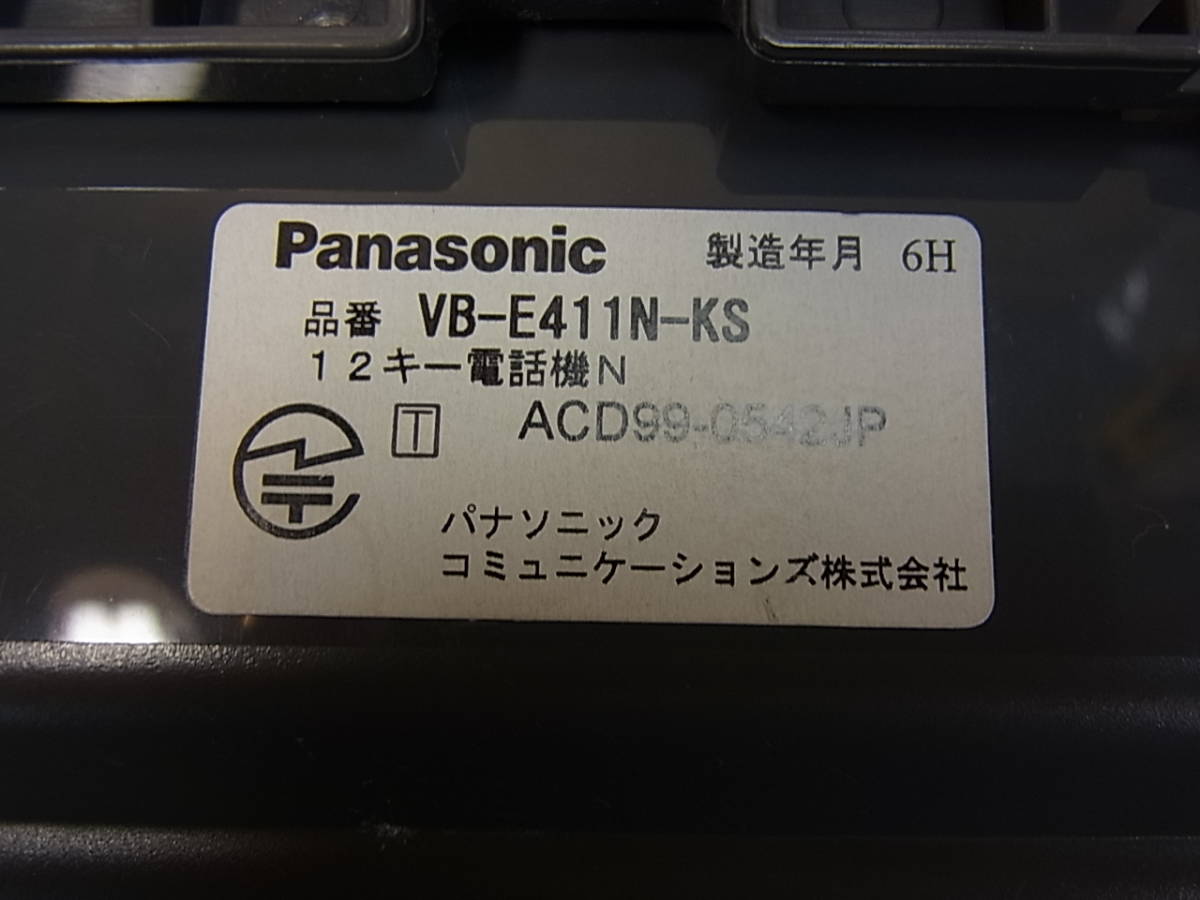 Panasonic 製造年月 6H
品番 VB-E411N-KS
12キー電話機N
T ACD99-0542JP
パナソニック
コミュニケーションズ株式会社